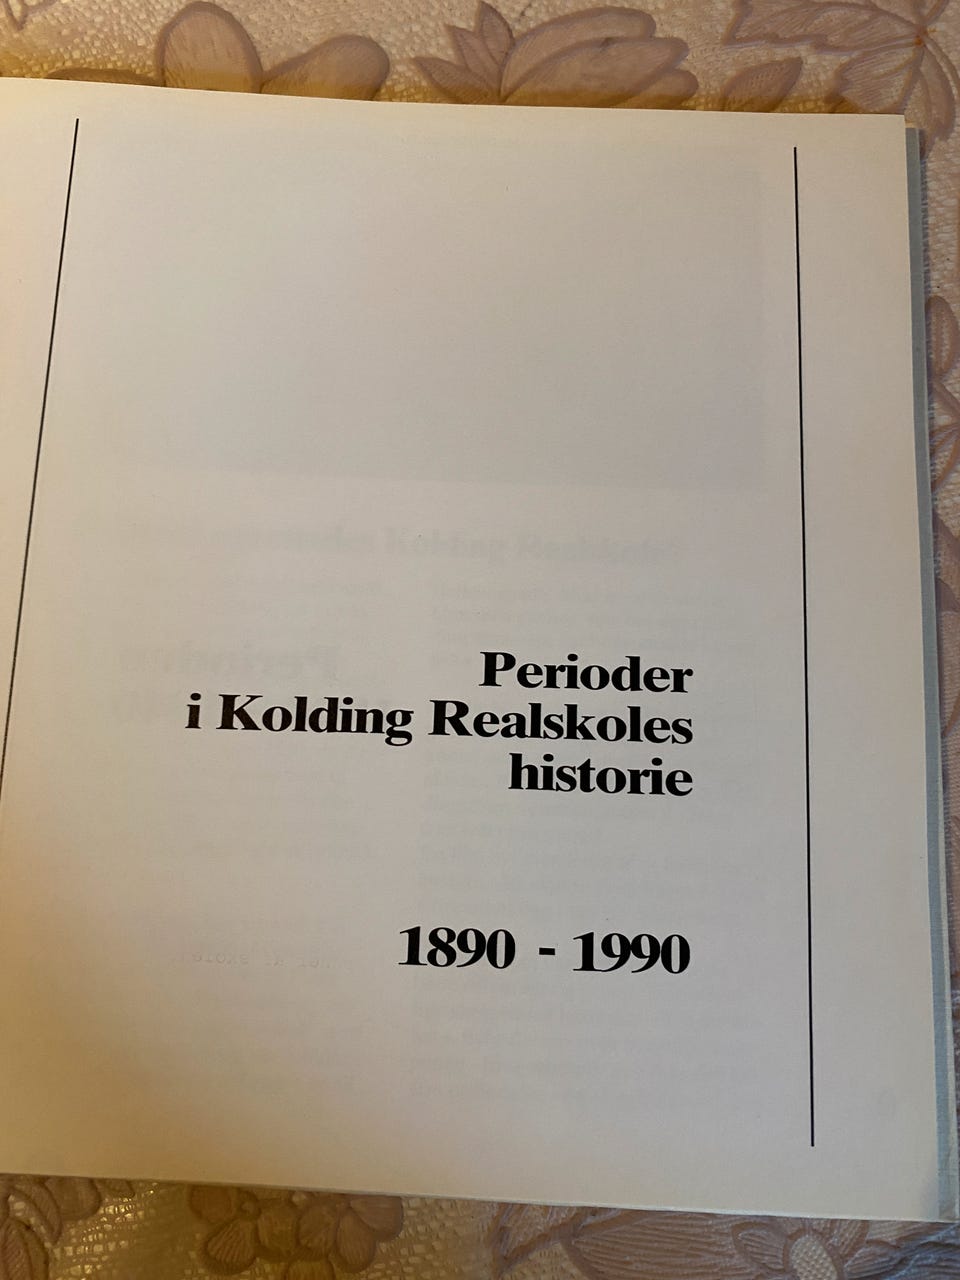 Perioder
i Kolding Realskoles
historie
1890 - 1990